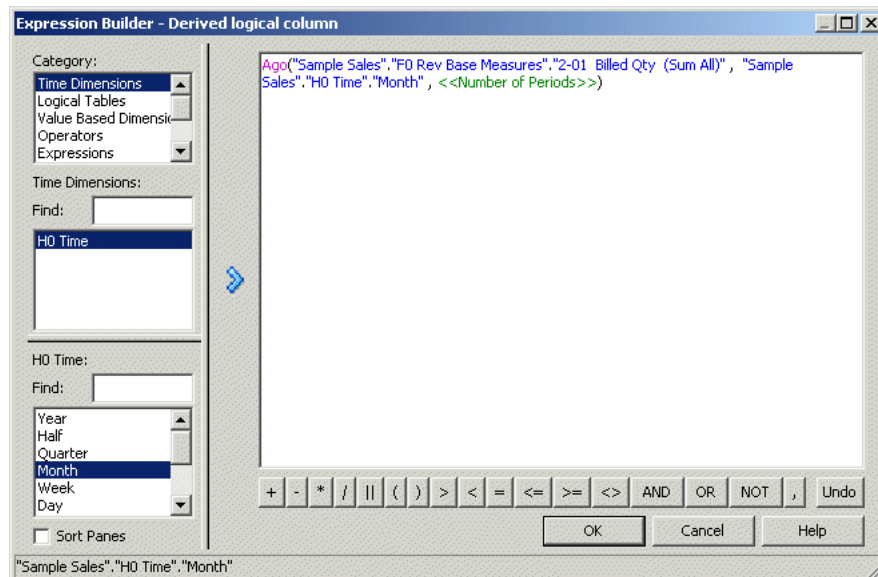 Expression Builder - Derived logical column
Category:
Time Dimensions
Logical Tables
Value Based Dimensi
Operators
Expressions
Time Dimensions:
Find:
H0 Time
H0 Time:
Find:
Year
Half
Quarter
Month
Week
Day
Sort Panes
Ago("Sample Sales"."F0 Rev Base Measures"."2-01  Billed Qty  (Sum All)" , "Sample
Sales"."H0 Time"."Month" , <<Number of Periods>>)
+ - * / || ( ) > < = <= >= <> AND OR NOT , Undo
OK Cancel Help
"Sample Sales"."H0 Time"."Month"